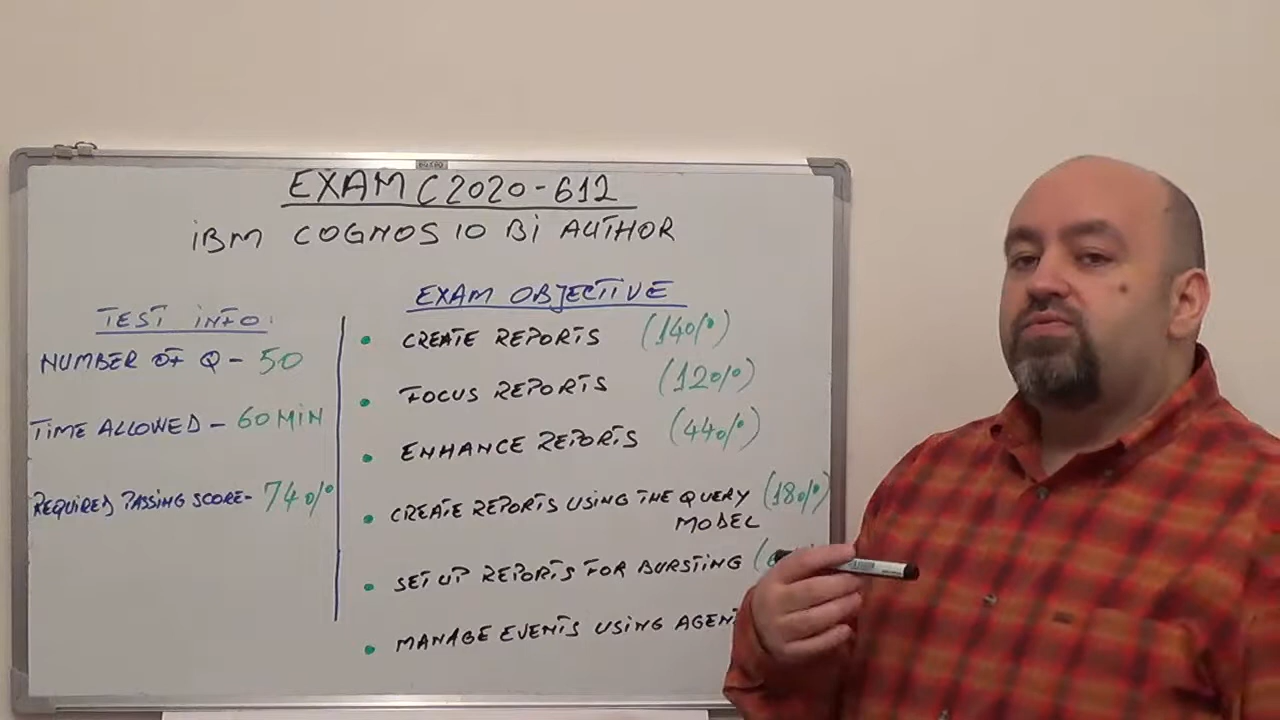 EXAM C2020-612
IBM COGNOS 10 BI AUTHOR
TEST INFO:
NUMBER OF Q - 50
TIME ALLOWED - 60 MIN
REQUIRED PASSING SCORE - 74%
EXAM OBJECTIVE
• CREATE REPORTS (14%)
• FOCUS REPORTS (12%)
• ENHANCE REPORTS (44%)
• CREATE REPORTS USING THE QUERY (18%)
MODEL
• SET UP REPORTS FOR BURSTING
• MANAGE EVENTS USING